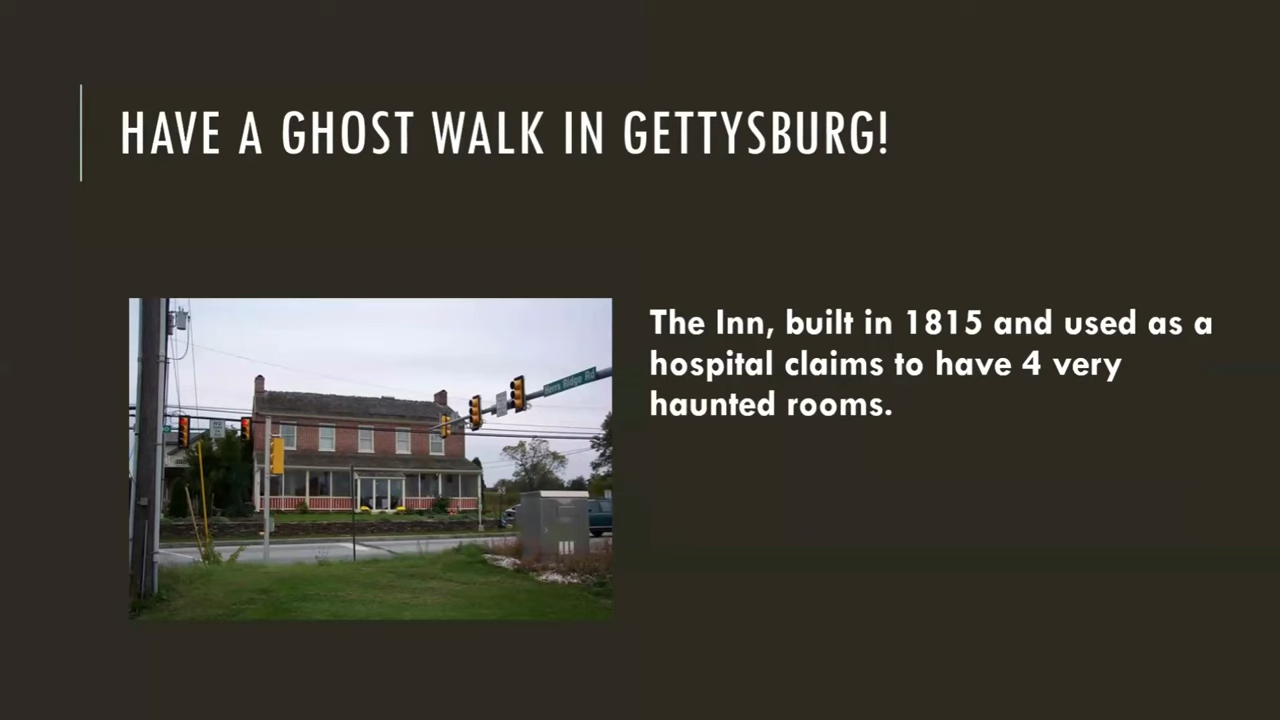 HAVE A GHOST WALK IN GETTYSBURG!
The Inn, built in 1815 and used as a
hospital claims to have 4 very
haunted rooms.
Herrs Ridge Rd